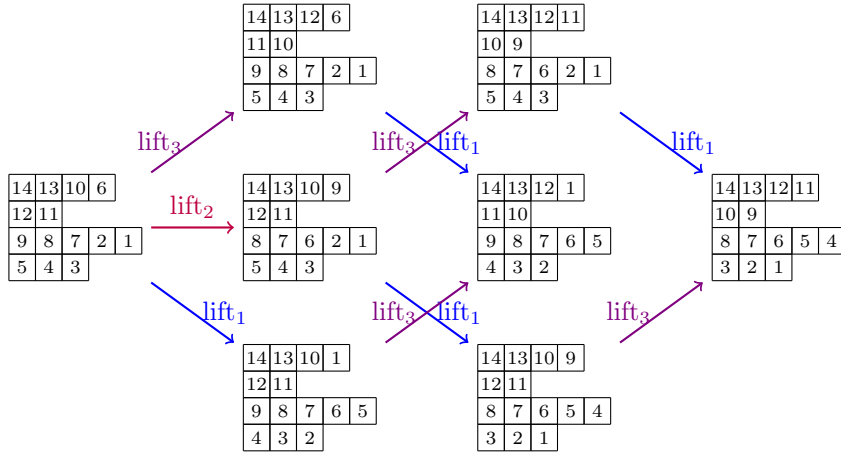 14 13 12 6
11 10
9 8 7 2 1
5 4 3
14 13 12 11
10 9
8 7 6 2 1
5 4 3
lift3
lift3
lift1
lift1
14 13 10 6
12 11
9 8 7 2 1
5 4 3
lift2
14 13 10 9
12 11
8 7 6 2 1
5 4 3
14 13 12 1
11 10
9 8 7 6 5
4 3 2
14 13 12 11
10 9
8 7 6 5 4
3 2 1
lift1
lift3
lift1
lift3
14 13 10 1
12 11
9 8 7 6 5
4 3 2
14 13 10 9
12 11
8 7 6 5 4
3 2 1